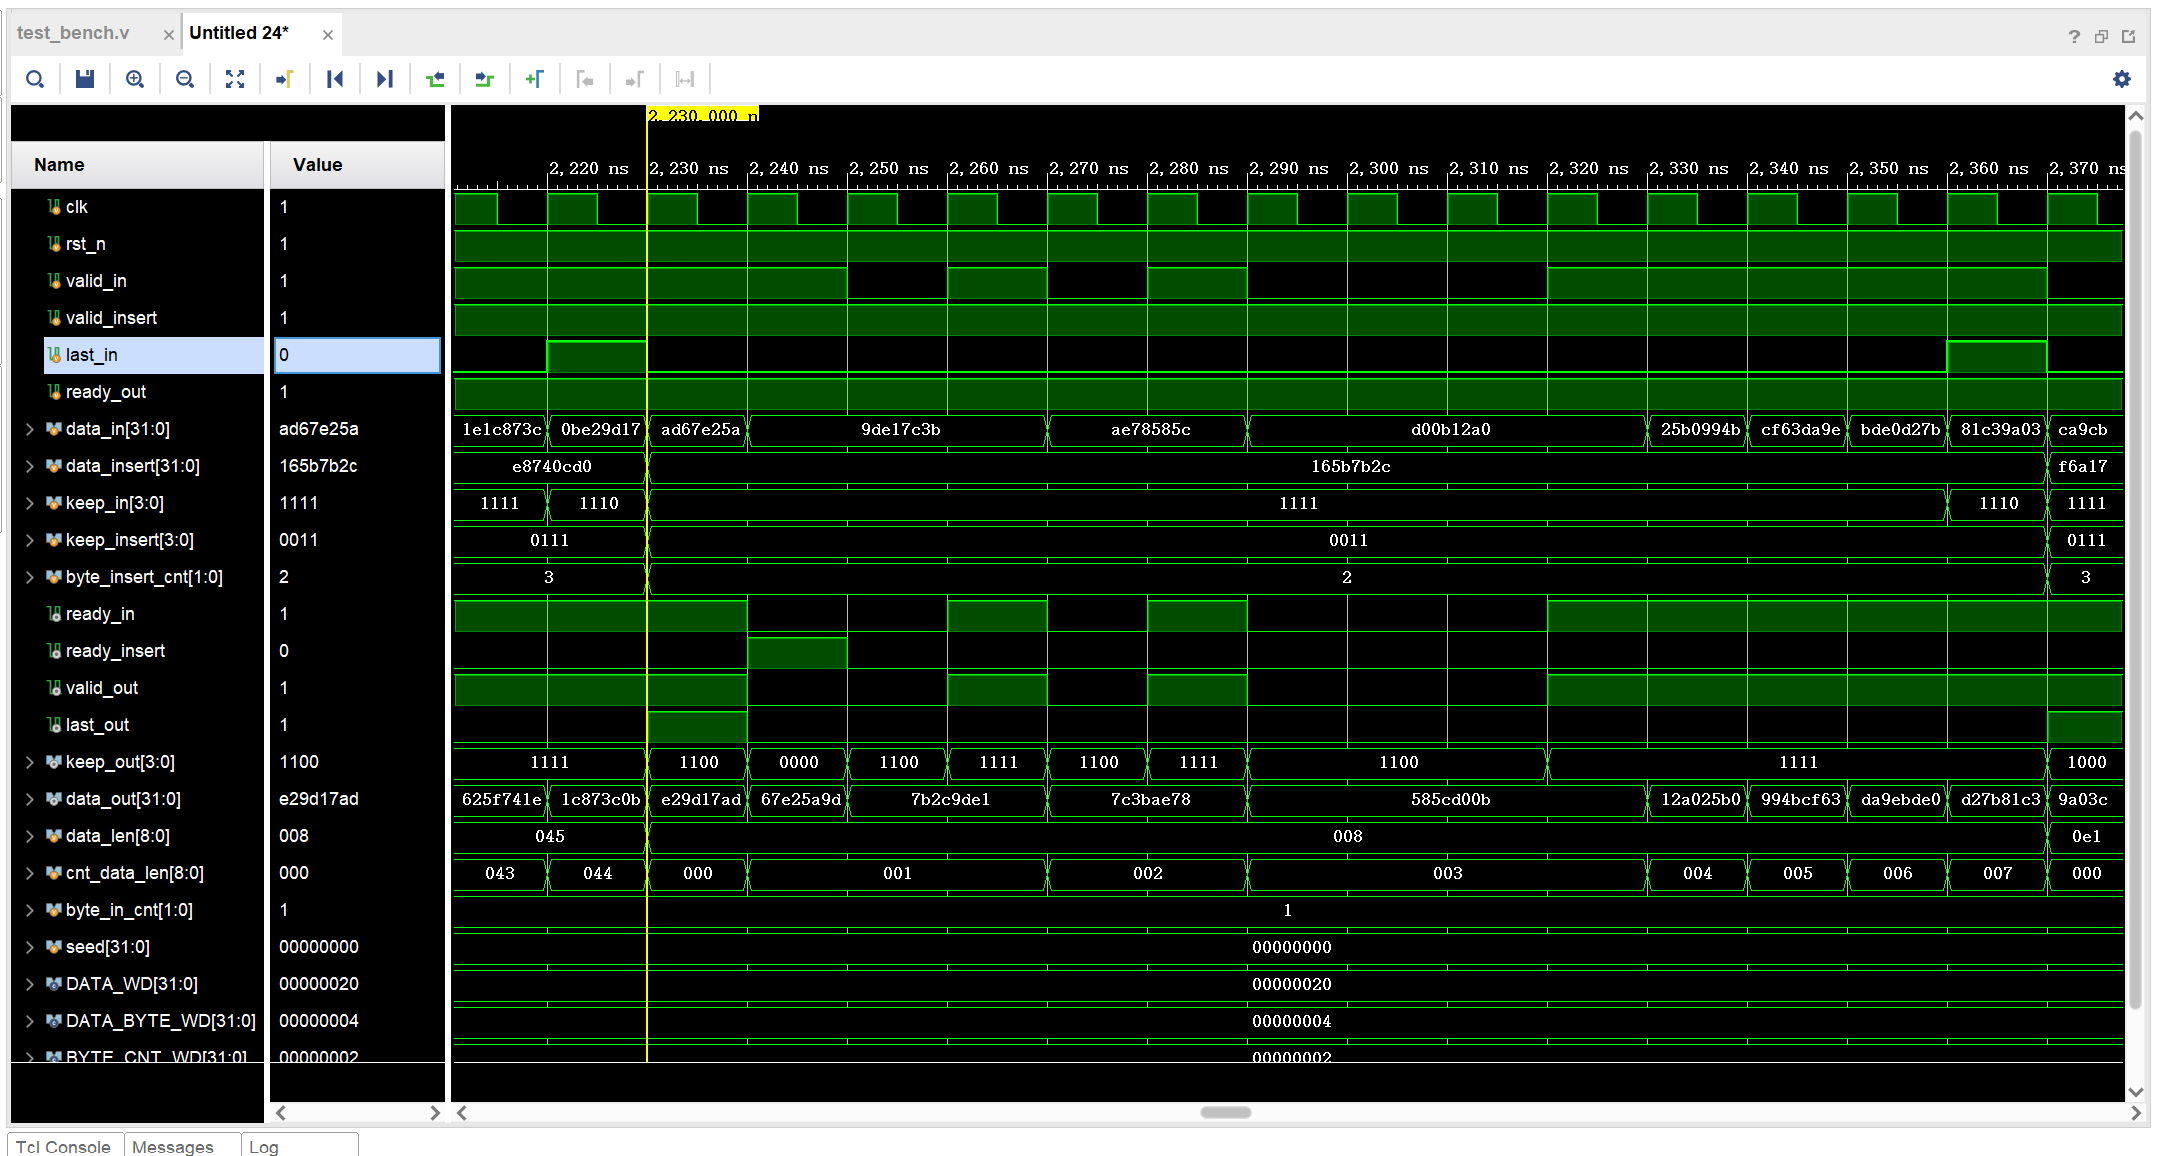 test_bench.v × Untitled 24* ×
?
2,230.000 n
Name Value
2,220 ns 2,230 ns 2,240 ns 2,250 ns 2,260 ns 2,270 ns 2,280 ns 2,290 ns 2,300 ns 2,310 ns 2,320 ns 2,330 ns 2,340 ns 2,350 ns 2,360 ns 2,370 ns
clk 1
rst_n 1
valid_in 1
valid_insert 1
last_in 0
ready_out 1
data_in[31:0] ad67e25a 1e1c873c 0be29d17 ad67e25a 9de17c3b ae78585c d00b12a0 25b0994b cf63da9e bde0d27b 81c39a03 ca9cb
data_insert[31:0] 165b7b2c e8740cd0 165b7b2c f6a17
keep_in[3:0] 1111 1111 1110 1111 1110 1111
keep_insert[3:0] 0011 0111 0011 0111
byte_insert_cnt[1:0] 2 3 2 3
ready_in 1
ready_insert 0
valid_out 1
last_out 1
keep_out[3:0] 1100 1111 1100 0000 1100 1111 1100 1111 1100 1111 1000
data_out[31:0] e29d17ad 625f741e 1c873c0b e29d17ad 67e25a9d 7b2c9de1 7c3bae78 585cd00b 12a025b0 994bcf63 da9ebde0 d27b81c3 9a03c
data_len[8:0] 008 045 008 0e1
cnt_data_len[8:0] 000 043 044 000 001 002 003 004 005 006 007 000
byte_in_cnt[1:0] 1 1
seed[31:0] 00000000 00000000
DATA_WD[31:0] 00000020 00000020
DATA_BYTE_WD[31:0] 00000004 00000004
BYTE_CNT_WD[31:0] 00000002 00000002
Tcl Console Messages Log